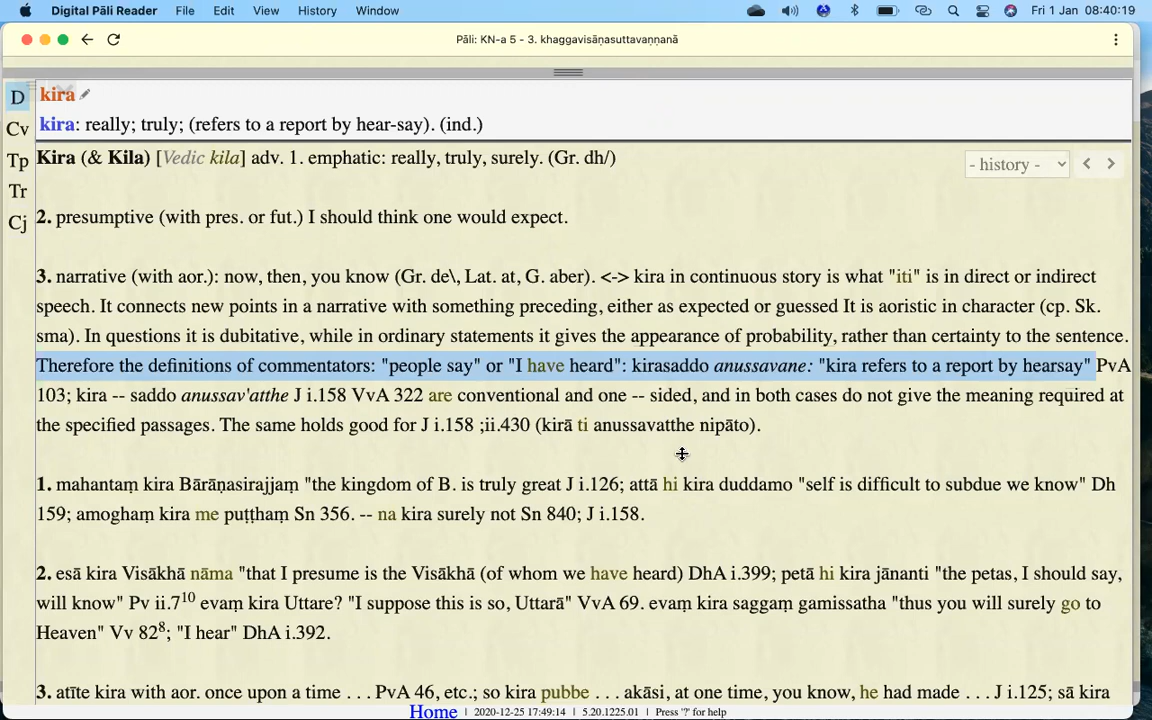 Digital Pāli Reader File Edit View History Window Fri 1 Jan 08:40:19
Pāli: KN-a 5 - 3. khaggavisāṇasuttavaṇṇanā
D
Cv
Tp
Tr
Cj
kira
kira: really; truly; (refers to a report by hear-say). (ind.)
- history -
Kira (& Kila) [Vedic kila] adv. 1. emphatic: really, truly, surely. (Gr. dh/)
2. presumptive (with pres. or fut.) I should think one would expect.
3. narrative (with aor.): now, then, you know (Gr. de\, Lat. at, G. aber). <-> kira in continuous story is what "iti" is in direct or indirect
speech. It connects new points in a narrative with something preceding, either as expected or guessed It is aoristic in character (cp. Sk.
sma). In questions it is dubitative, while in ordinary statements it gives the appearance of probability, rather than certainty to the sentence.
Therefore the definitions of commentators: "people say" or "I have heard": kirasaddo anussavane: "kira refers to a report by hearsay" PvA
103; kira -- saddo anussav'atthe J i.158 VvA 322 are conventional and one -- sided, and in both cases do not give the meaning required at
the specified passages. The same holds good for J i.158 ;ii.430 (kirā ti anussavatthe nipāto).
1. mahantaṃ kira Bārāṇasirajjaṃ "the kingdom of B. is truly great J i.126; attā hi kira duddamo "self is difficult to subdue we know" Dh
159; amoghaṃ kira me puṭṭhaṃ Sn 356. -- na kira surely not Sn 840; J i.158.
2. esā kira Visākhā nāma "that I presume is the Visākhā (of whom we have heard) DhA i.399; petā hi kira jānanti "the petas, I should say,
will know" Pv ii.7¹⁰ evaṃ kira Uttare? "I suppose this is so, Uttarā" VvA 69. evaṃ kira saggaṃ gamissatha "thus you will surely go to
Heaven" Vv 82⁸; "I hear" DhA i.392.
3. atīte kira with aor. once upon a time . . . PvA 46, etc.; so kira pubbe . . . akāsi, at one time, you know, he had made . . . J i.125; sā kira
Home | 2020-12-25 17:49:14 | 5.20.1225.01 | Press '?' for help